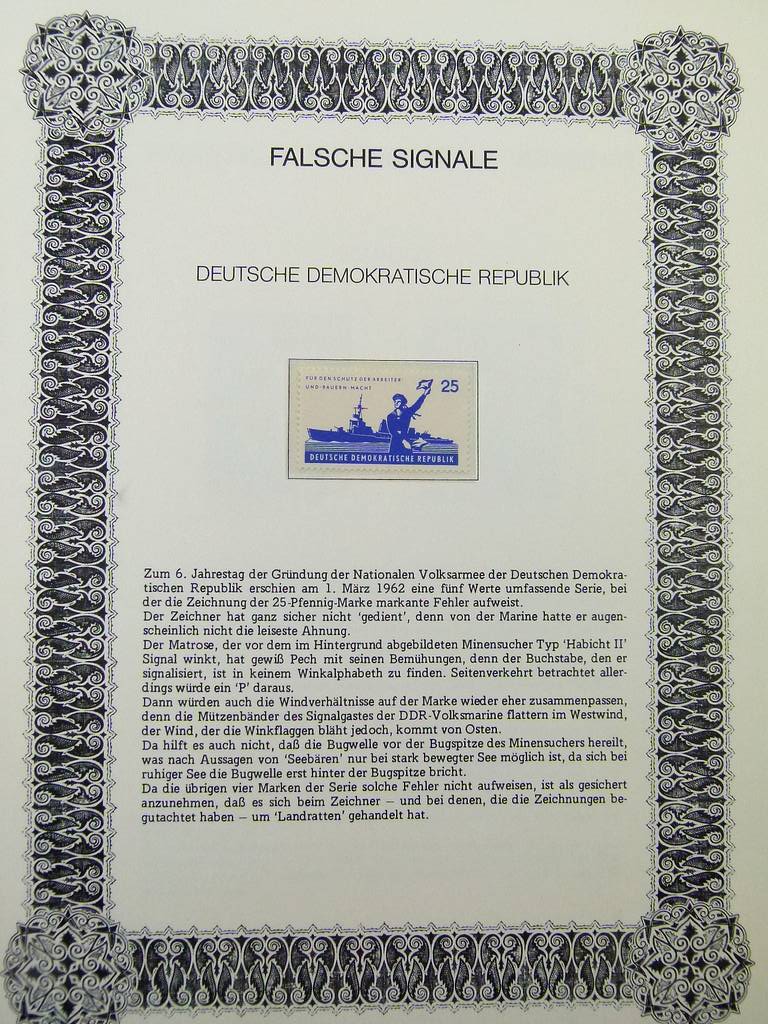 FALSCHE SIGNALE
DEUTSCHE DEMOKRATISCHE REPUBLIK
FÜR DEN SCHUTZ DER ARBEITER-
UND-BAUERN-MACHT
25
DEUTSCHE DEMOKRATISCHE REPUBLIK
Zum 6. Jahrestag der Gründung der Nationalen Volksarmee der Deutschen Demokra-
tischen Republik erschien am 1. März 1962 eine fünf Werte umfassende Serie, bei
der die Zeichnung der 25-Pfennig-Marke markante Fehler aufweist.
Der Zeichner hat ganz sicher nicht ‘gedient’, denn von der Marine hatte er augen-
scheinlich nicht die leiseste Ahnung.
Der Matrose, der vor dem im Hintergrund abgebildeten Minensucher Typ ‘Habicht II’
Signal winkt, hat gewiß Pech mit seinen Bemühungen, denn der Buchstabe, den er
signalisiert, ist in keinem Winkalphabeth zu finden. Seitenverkehrt betrachtet aller-
dings würde ein ‘P’ daraus.
Dann würden auch die Windverhältnisse auf der Marke wieder eher zusammenpassen,
denn die Mützenbänder des Signalgastes der DDR-Volksmarine flattern im Westwind,
der Wind, der die Winkflaggen bläht jedoch, kommt von Osten.
Da hilft es auch nicht, daß die Bugwelle vor der Bugspitze des Minensuchers hereilt,
was nach Aussagen von ‘Seebären’ nur bei stark bewegter See möglich ist, da sich bei
ruhiger See die Bugwelle erst hinter der Bugspitze bricht.
Da die übrigen vier Marken der Serie solche Fehler nicht aufweisen, ist als gesichert
anzunehmen, daß es sich beim Zeichner – und bei denen, die die Zeichnungen be-
gutachtet haben – um ‘Landratten’ gehandelt hat.